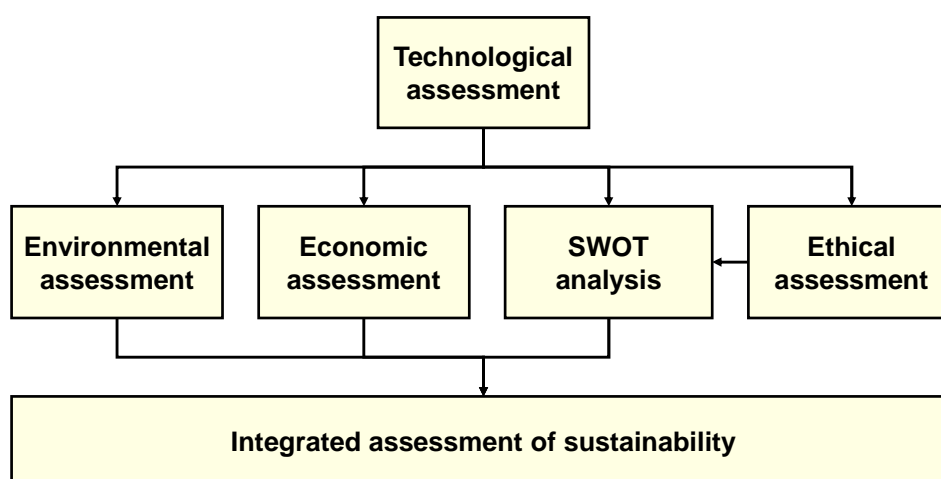 Technological
assessment
Environmental
assessment
Economic
assessment
SWOT
analysis
Ethical
assessment
Integrated assessment of sustainability